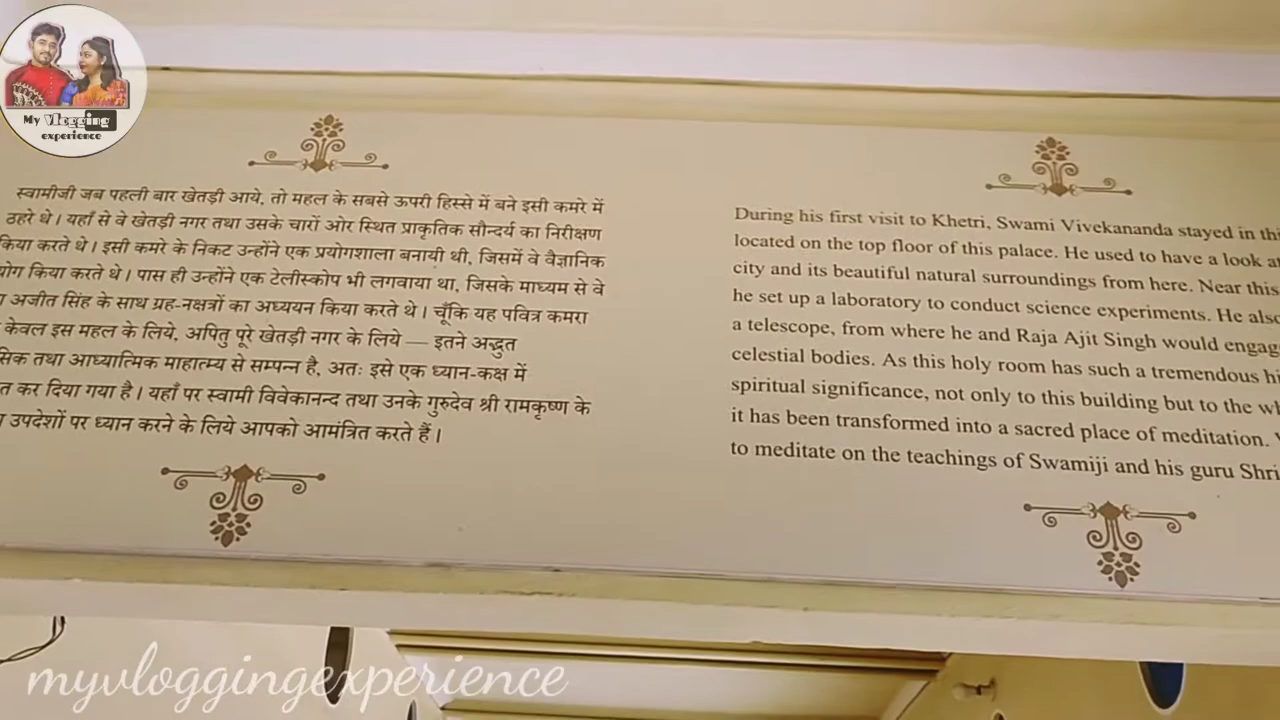 My Vlogging
experience
स्वामीजी जब पहली बार खेतड़ी आये, तो महल के सबसे ऊपरी हिस्से में बने इसी कमरे में
ठहरे थे। यहाँ से वे खेतड़ी नगर तथा उसके चारों ओर स्थित प्राकृतिक सौन्दर्य का निरीक्षण
किया करते थे। इसी कमरे के निकट उन्होंने एक प्रयोगशाला बनायी थी, जिसमें वे वैज्ञानिक
किया करते थे। पास ही उन्होंने एक टेलीस्कोप भी लगवाया था, जिसके माध्यम से वे
अजीत सिंह के साथ ग्रह-नक्षत्रों का अध्ययन किया करते थे। चूँकि यह पवित्र कमरा
केवल इस महल के लिये, अपितु पूरे खेतड़ी नगर के लिये — इतने अद्भुत
तथा आध्यात्मिक माहात्म्य से सम्पन्न है, अतः इसे एक ध्यान-कक्ष में
कर दिया गया है। यहाँ पर स्वामी विवेकानन्द तथा उनके गुरुदेव श्री रामकृष्ण के
उपदेशों पर ध्यान करने के लिये आपको आमंत्रित करते हैं।
During his first visit to Khetri, Swami Vivekananda stayed in
located on the top floor of this palace. He used to have a look
city and its beautiful natural surroundings from here. Near this
he set up a laboratory to conduct science experiments. He also
a telescope, from where he and Raja Ajit Singh would
celestial bodies. As this holy room has such a tremendous
spiritual significance, not only to this building but to the
it has been transformed into a sacred place of meditation.
to meditate on the teachings of Swamiji and his guru Shri
myvloggingexperience